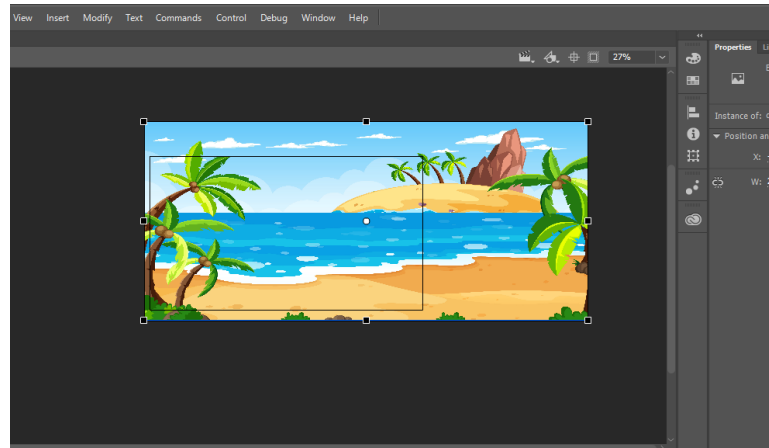 View Insert Modify Text Commands Control Debug Window Help
27%
Properties
Instance of:
Position an
X:
W: